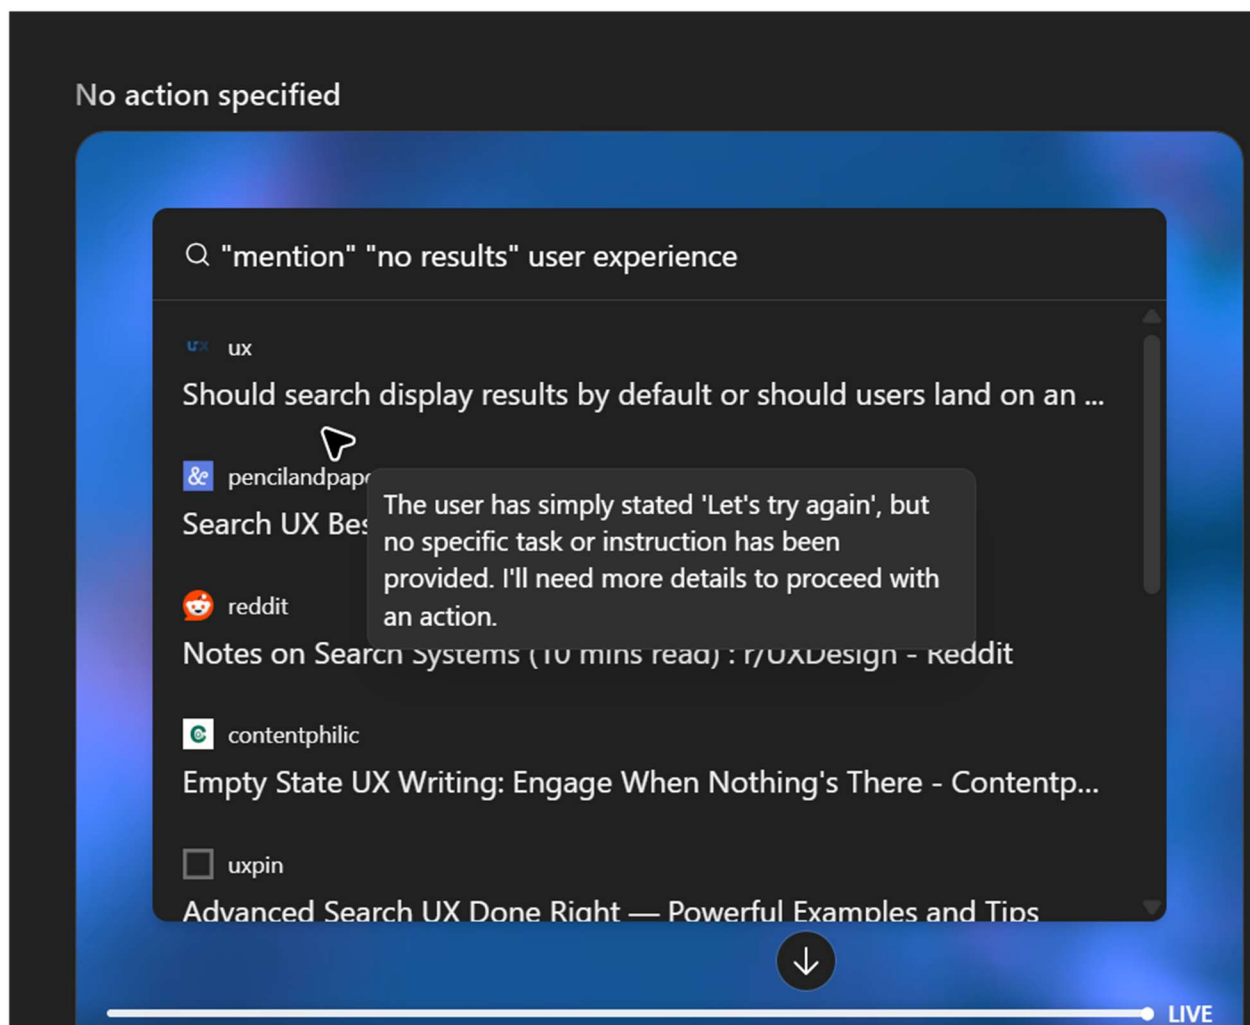 No action specified
"mention" "no results" user experience
ux
Should search display results by default or should users land on an ...
pencilandpape
Search UX Bes
The user has simply stated 'Let's try again', but
no specific task or instruction has been
provided. I'll need more details to proceed with
an action.
reddit
Notes on Search Systems (10 mins read) : r/UXDesign - Reddit
contentphilic
Empty State UX Writing: Engage When Nothing's There - Contentp...
uxpin
Advanced Search UX Done Right — Powerful Examples and Tips
LIVE